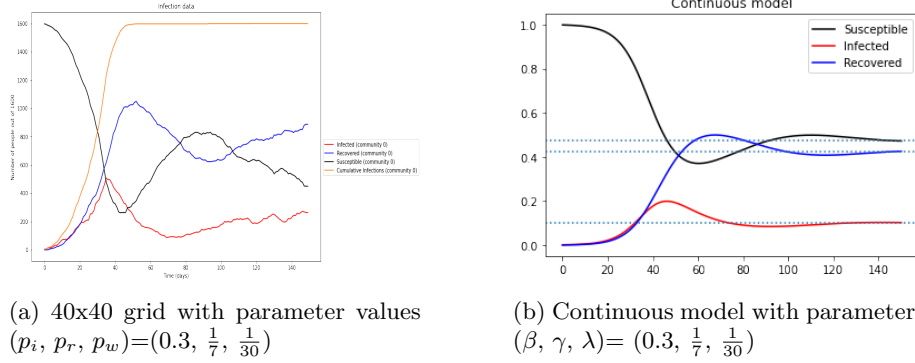 infection data
1600
1400
1200
1000
800
600
400
200
0
0 20 40 60 80 100 120 140
Time (days)
Number of people out of 1600
Infected (community 0)
Recovered (community 0)
Susceptible (community 0)
Cumulative Infections (community 0)
(a) 40x40 grid with parameter values
(p_i, p_r, p_w)=(0.3, 1/7, 1/30)
Continuous model
Susceptible
Infected
Recovered
1.0
0.8
0.6
0.4
0.2
0.0
0 20 40 60 80 100 120 140
(b) Continuous model with parameter
(β, γ, λ)= (0.3, 1/7, 1/30)